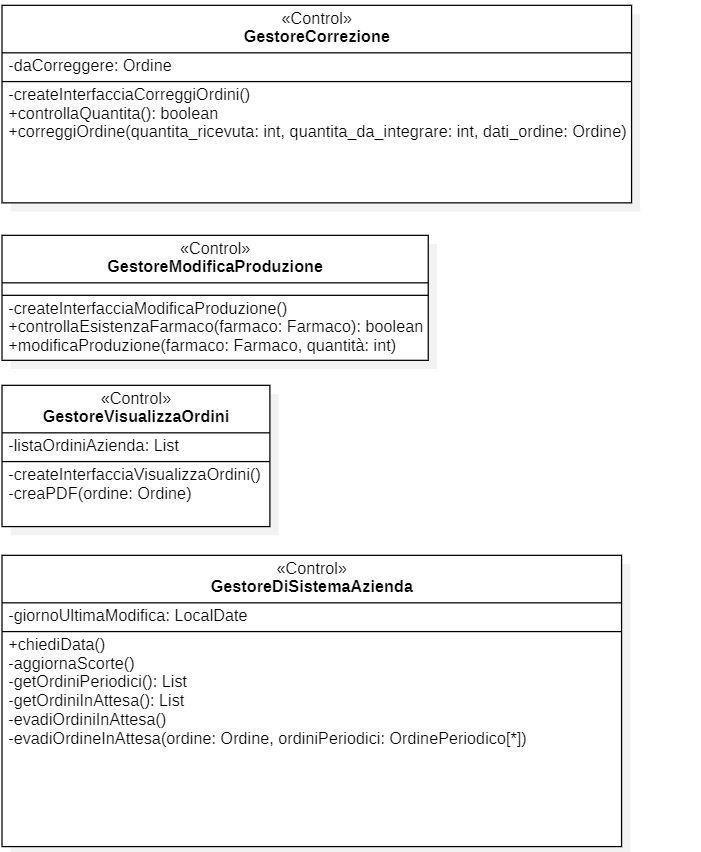 «Control»
GestoreCorrezione
-daCorreggere: Ordine
-createInterfacciaCorreggiOrdini()
+controllaQuantita(): boolean
+correggiOrdine(quantita_ricevuta: int, quantita_da_integrare: int, dati_ordine: Ordine)
«Control»
GestoreModificaProduzione
-createInterfacciaModificaProduzione()
+controllaEsistenzaFarmaco(farmaco: Farmaco): boolean
+modificaProduzione(farmaco: Farmaco, quantità: int)
«Control»
GestoreVisualizzaOrdini
-listaOrdiniAzienda: List
-createInterfacciaVisualizzaOrdini()
-creaPDF(ordine: Ordine)
«Control»
GestoreDiSistemaAzienda
-giornoUltimaModifica: LocalDate
+chiediData()
-aggiornaScorte()
-getOrdiniPeriodici(): List
-getOrdiniInAttesa(): List
-evadiOrdiniInAttesa()
-evadiOrdineInAttesa(ordine: Ordine, ordiniPeriodici: OrdinePeriodico[*])